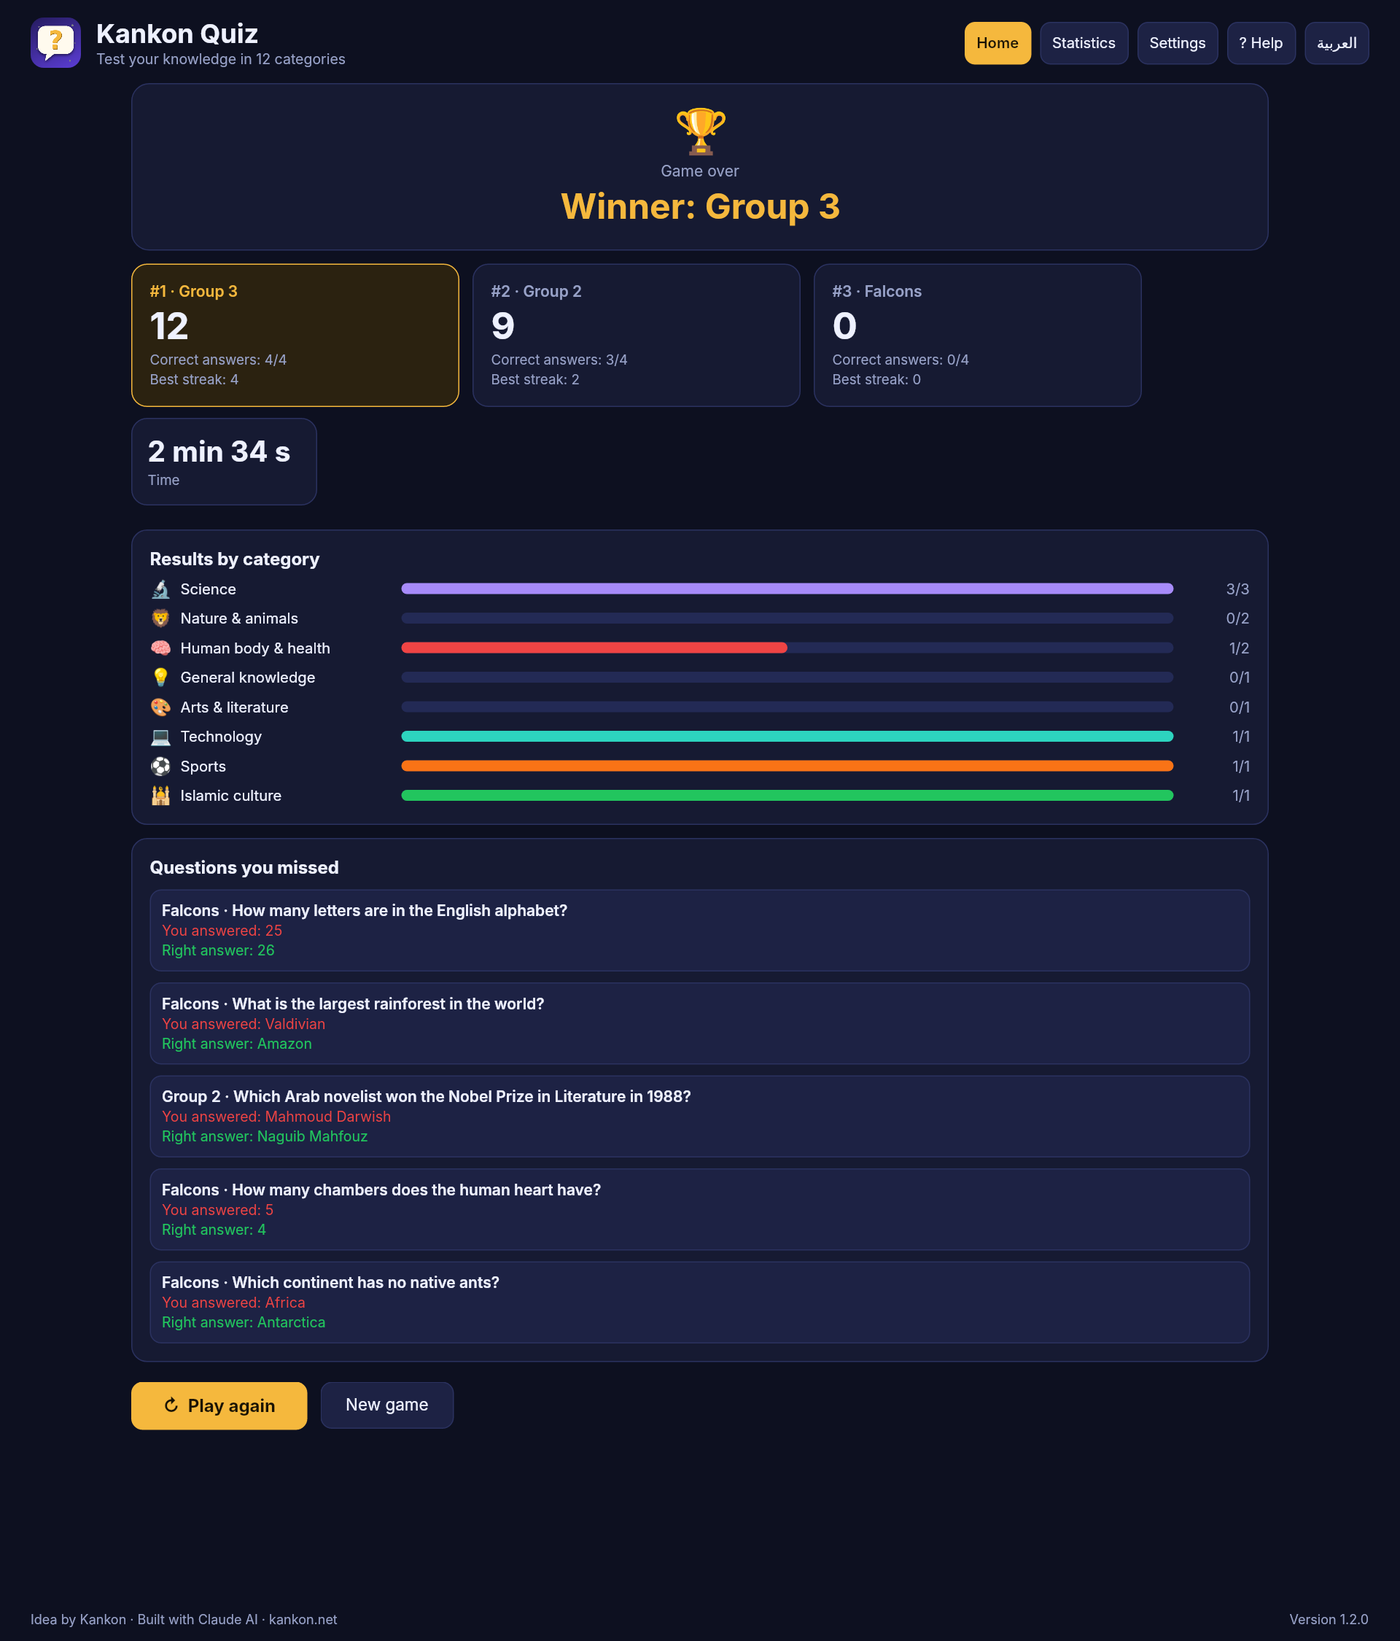 Kankon Quiz
Test your knowledge in 12 categories
Home
Statistics
Settings
? Help
العربية
Game over
Winner: Group 3
#1 · Group 3
12
Correct answers: 4/4
Best streak: 4
#2 · Group 2
9
Correct answers: 3/4
Best streak: 2
#3 · Falcons
0
Correct answers: 0/4
Best streak: 0
2 min 34 s
Time
Results by category
Science 3/3
Nature & animals 0/2
Human body & health 1/2
General knowledge 0/1
Arts & literature 0/1
Technology 1/1
Sports 1/1
Islamic culture 1/1
Questions you missed
Falcons · How many letters are in the English alphabet?
You answered: 25
Right answer: 26
Falcons · What is the largest rainforest in the world?
You answered: Valdivian
Right answer: Amazon
Group 2 · Which Arab novelist won the Nobel Prize in Literature in 1988?
You answered: Mahmoud Darwish
Right answer: Naguib Mahfouz
Falcons · How many chambers does the human heart have?
You answered: 5
Right answer: 4
Falcons · Which continent has no native ants?
You answered: Africa
Right answer: Antarctica
↻ Play again
New game
Idea by Kankon · Built with Claude AI · kankon.net
Version 1.2.0